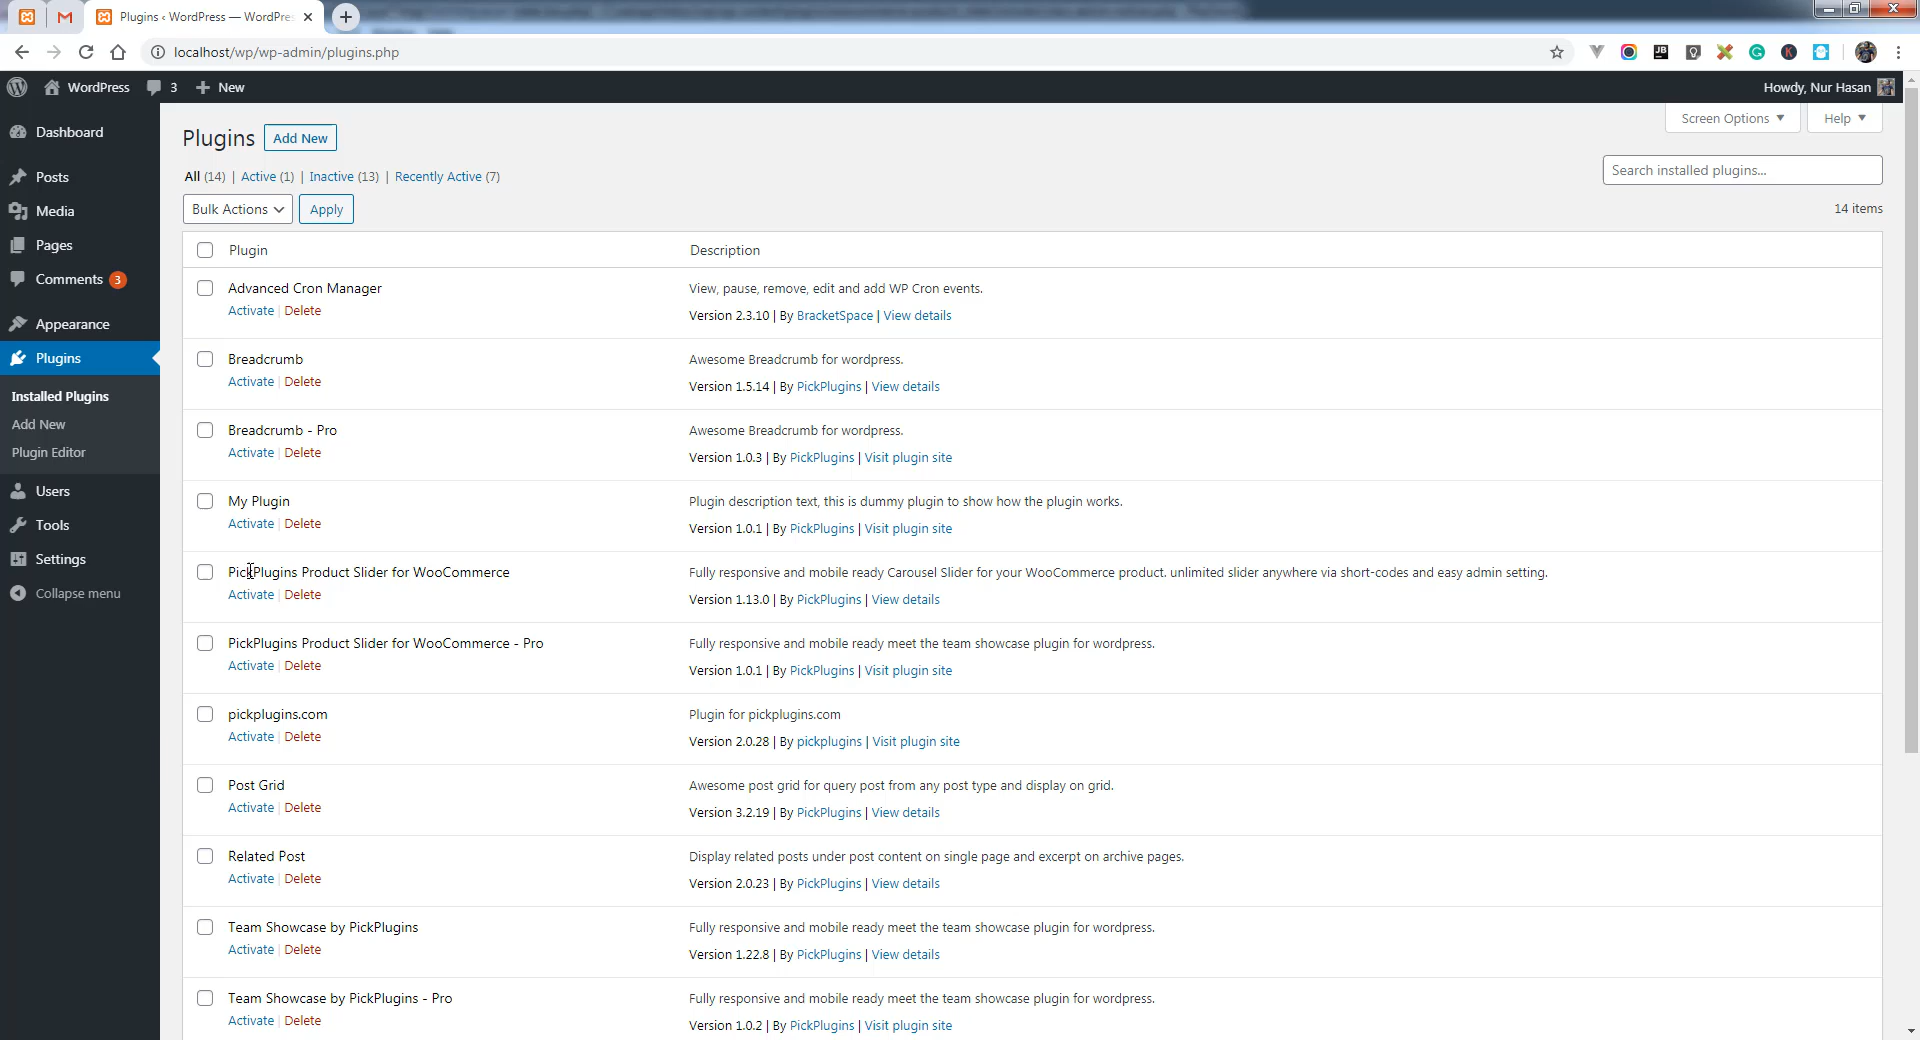 Plugins ‹ WordPress — WordPre
localhost/wp/wp-admin/plugins.php
WordPress 3 New
Howdy, Nur Hasan
Dashboard
Posts
Media
Pages
Comments 3
Appearance
Plugins
Installed Plugins
Add New
Plugin Editor
Users
Tools
Settings
Collapse menu
Screen Options
Help
Plugins Add New
All (14) | Active (1) | Inactive (13) | Recently Active (7)
Search installed plugins...
Bulk Actions Apply
14 items
Plugin Description
Advanced Cron Manager
Activate | Delete
View, pause, remove, edit and add WP Cron events.
Version 2.3.10 | By BracketSpace | View details
Breadcrumb
Activate | Delete
Awesome Breadcrumb for wordpress.
Version 1.5.14 | By PickPlugins | View details
Breadcrumb - Pro
Activate | Delete
Awesome Breadcrumb for wordpress.
Version 1.0.3 | By PickPlugins | Visit plugin site
My Plugin
Activate | Delete
Plugin description text, this is dummy plugin to show how the plugin works.
Version 1.0.1 | By PickPlugins | Visit plugin site
PickPlugins Product Slider for WooCommerce
Activate | Delete
Fully responsive and mobile ready Carousel Slider for your WooCommerce product. unlimited slider anywhere via short-codes and easy admin setting.
Version 1.13.0 | By PickPlugins | View details
PickPlugins Product Slider for WooCommerce - Pro
Activate | Delete
Fully responsive and mobile ready meet the team showcase plugin for wordpress.
Version 1.0.1 | By PickPlugins | Visit plugin site
pickplugins.com
Activate | Delete
Plugin for pickplugins.com
Version 2.0.28 | By pickplugins | Visit plugin site
Post Grid
Activate | Delete
Awesome post grid for query post from any post type and display on grid.
Version 3.2.19 | By PickPlugins | View details
Related Post
Activate | Delete
Display related posts under post content on single page and excerpt on archive pages.
Version 2.0.23 | By PickPlugins | View details
Team Showcase by PickPlugins
Activate | Delete
Fully responsive and mobile ready meet the team showcase plugin for wordpress.
Version 1.22.8 | By PickPlugins | View details
Team Showcase by PickPlugins - Pro
Activate | Delete
Fully responsive and mobile ready meet the team showcase plugin for wordpress.
Version 1.0.2 | By PickPlugins | Visit plugin site